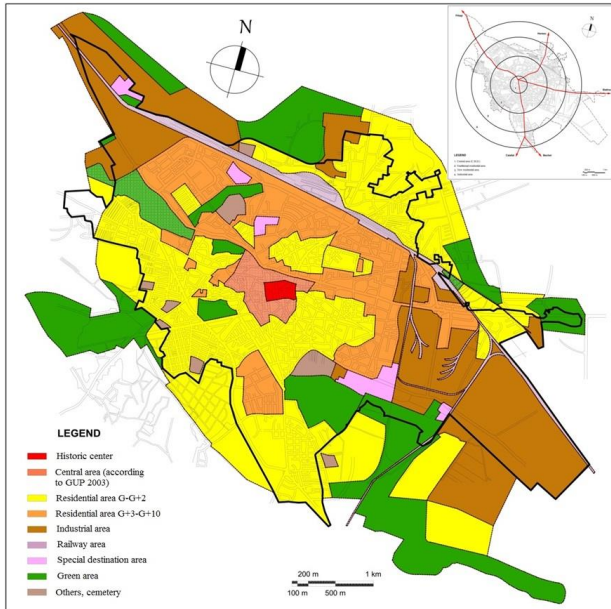 N
LEGEND
Historic center
Central area (according
to GUP 2003)
Residential area G-G+2
Residential area G+3-G+10
Industrial area
Railway area
Special destination area
Green area
Others, cemetery
200 m 1 km
100 m 500 m
N
LEGEND